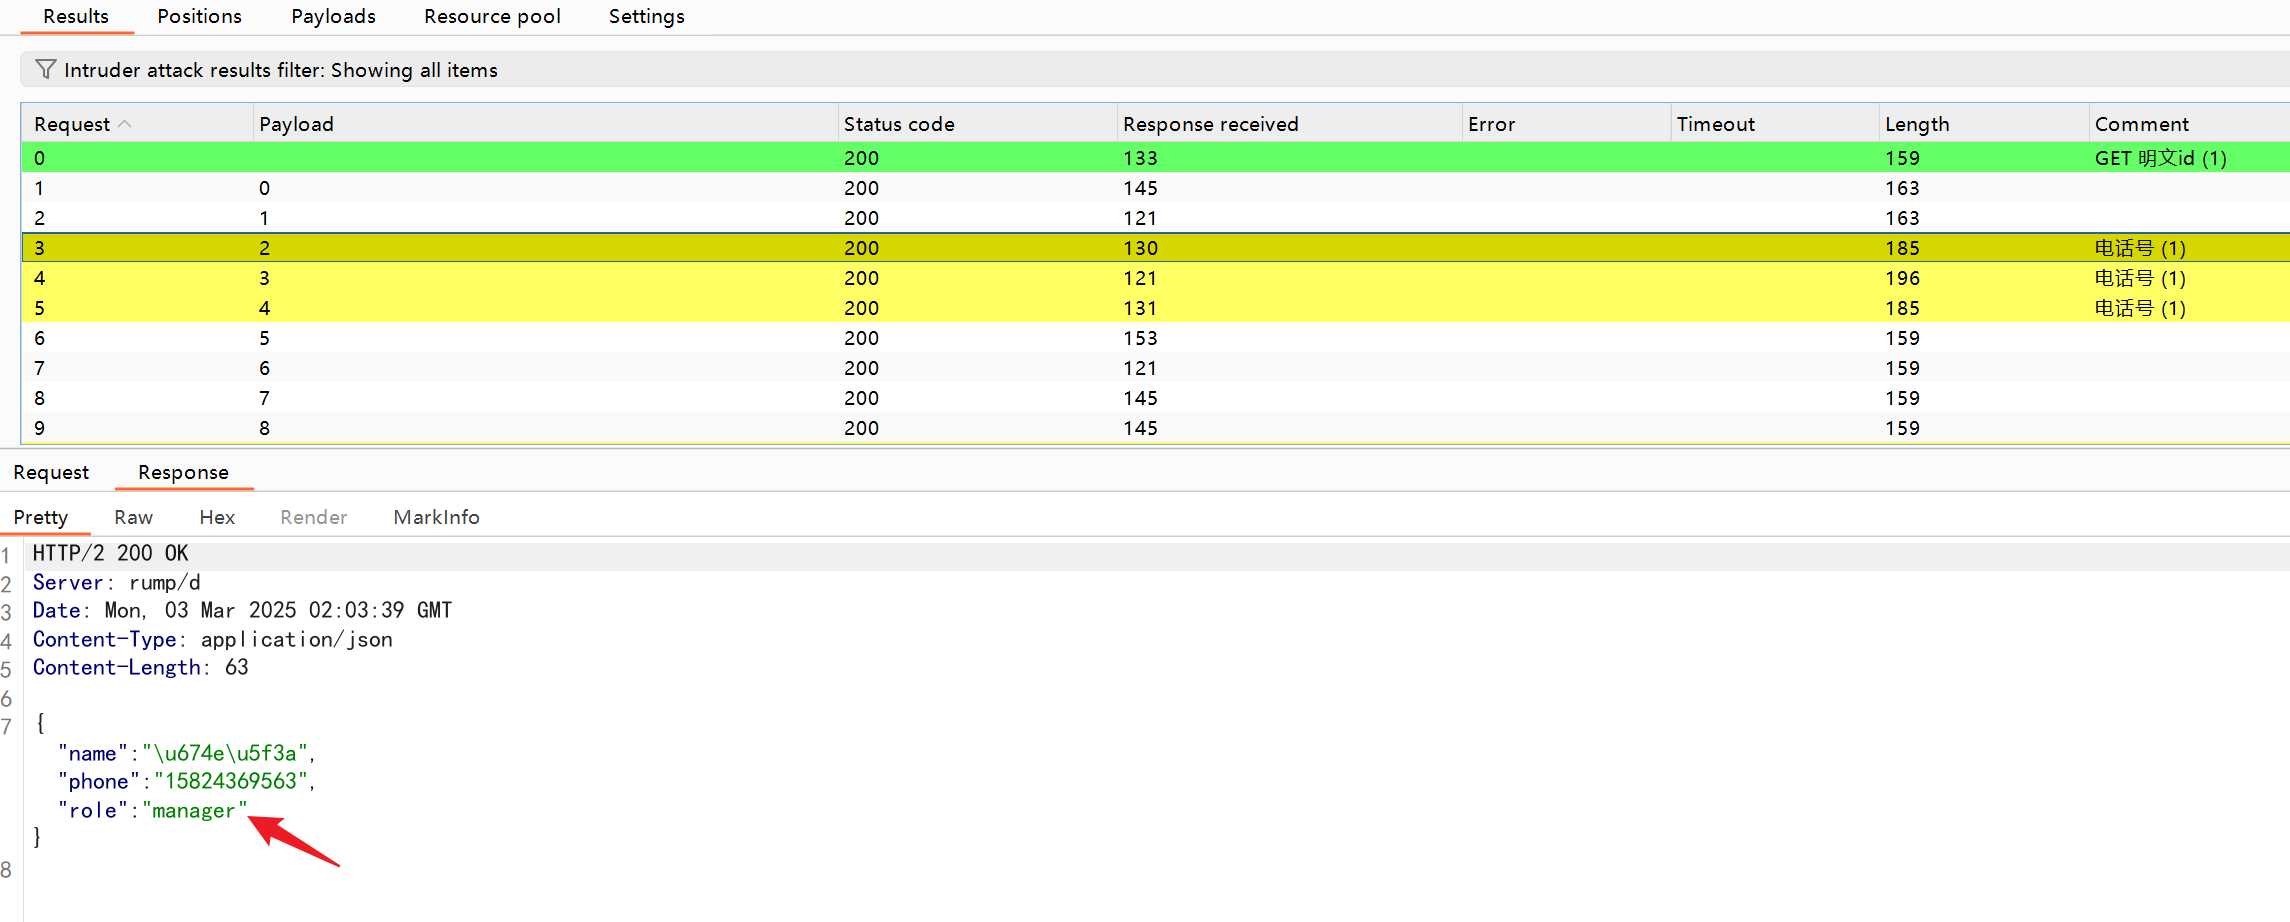 Results Positions Payloads Resource pool Settings
Intruder attack results filter: Showing all items
Request Payload Status code Response received Error Timeout Length Comment
0 200 133 159 GET 明文id (1)
1 0 200 145 163
2 1 200 121 163
3 2 200 130 185 电话号 (1)
4 3 200 121 196 电话号 (1)
5 4 200 131 185 电话号 (1)
6 5 200 153 159
7 6 200 121 159
8 7 200 145 159
9 8 200 145 159
Request Response
Pretty Raw Hex Render MarkInfo
1 HTTP/2 200 OK
2 Server: rump/d
3 Date: Mon, 03 Mar 2025 02:03:39 GMT
4 Content-Type: application/json
5 Content-Length: 63
6
7 {
"name":"\u674e\u5f3a",
"phone":"15824369563",
"role":"manager"
}
8